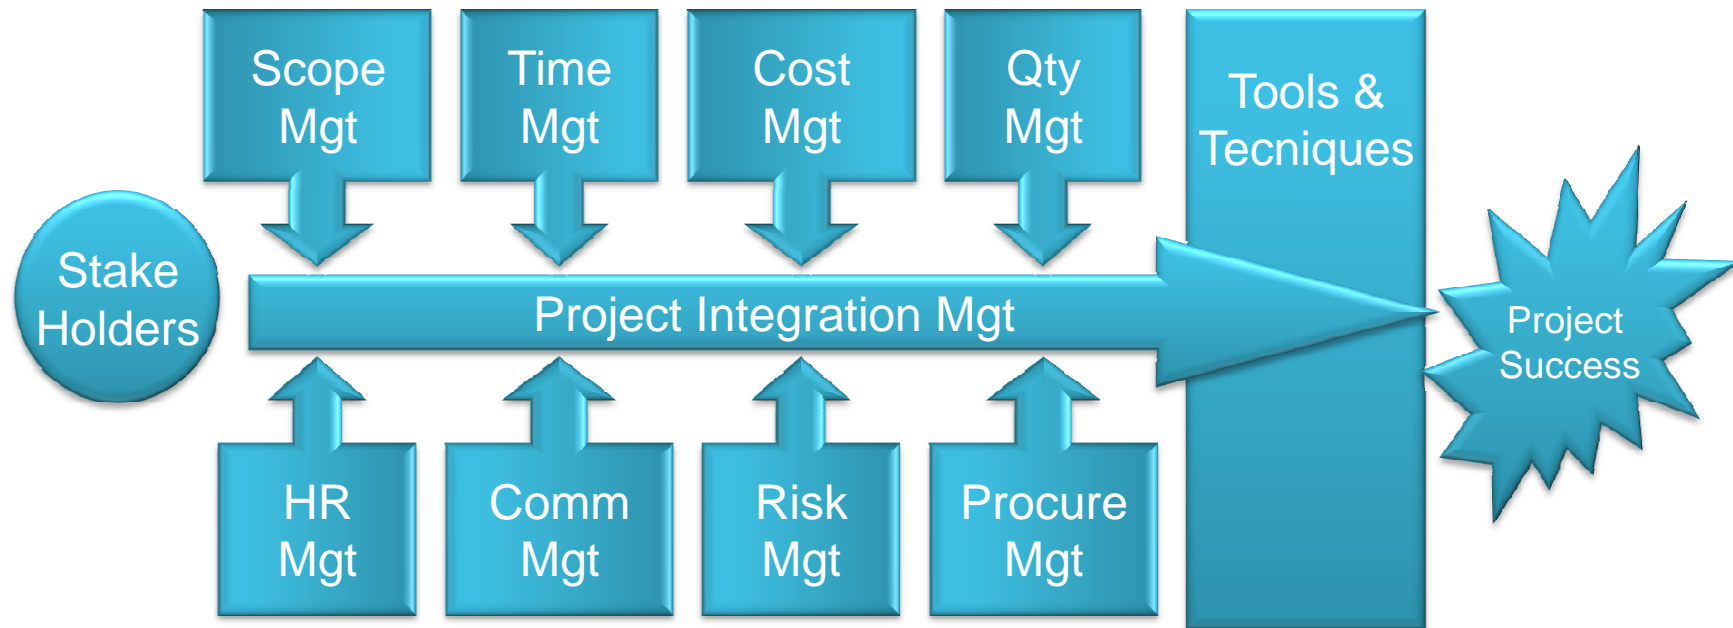 Scope
Mgt
Time
Mgt
Cost
Mgt
Qty
Mgt
Tools &
Tecniques
Stake
Holders
Project Integration Mgt
Project
Success
HR
Mgt
Comm
Mgt
Risk
Mgt
Procure
Mgt